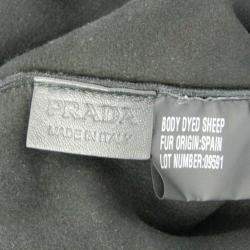 PRADA
MADE IN ITALY
BODY DYED SHEEP
FUR ORIGIN:SPAIN
LOT NUMBER:09591